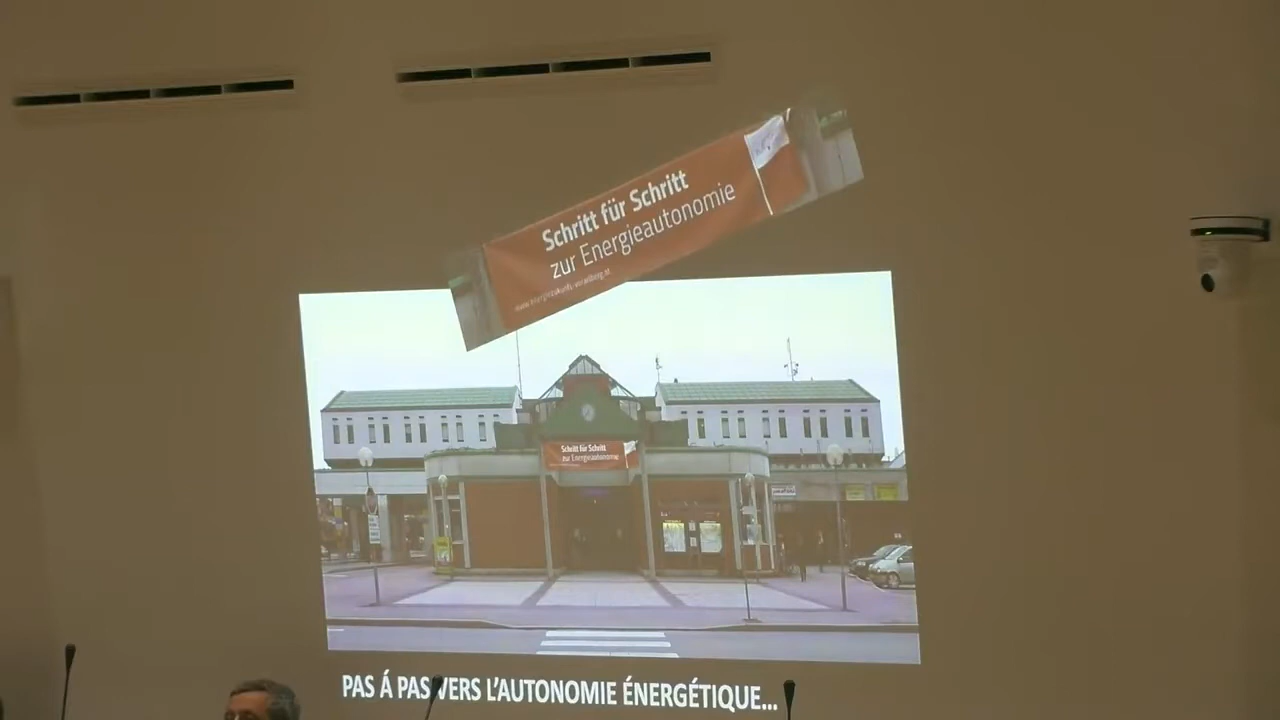 Schritt für Schritt
zur Energieautonomie
Schritt für Schritt
zur Energieautonomie
PAS Á PAS VERS L'AUTONOMIE ÉNERGÉTIQUE...